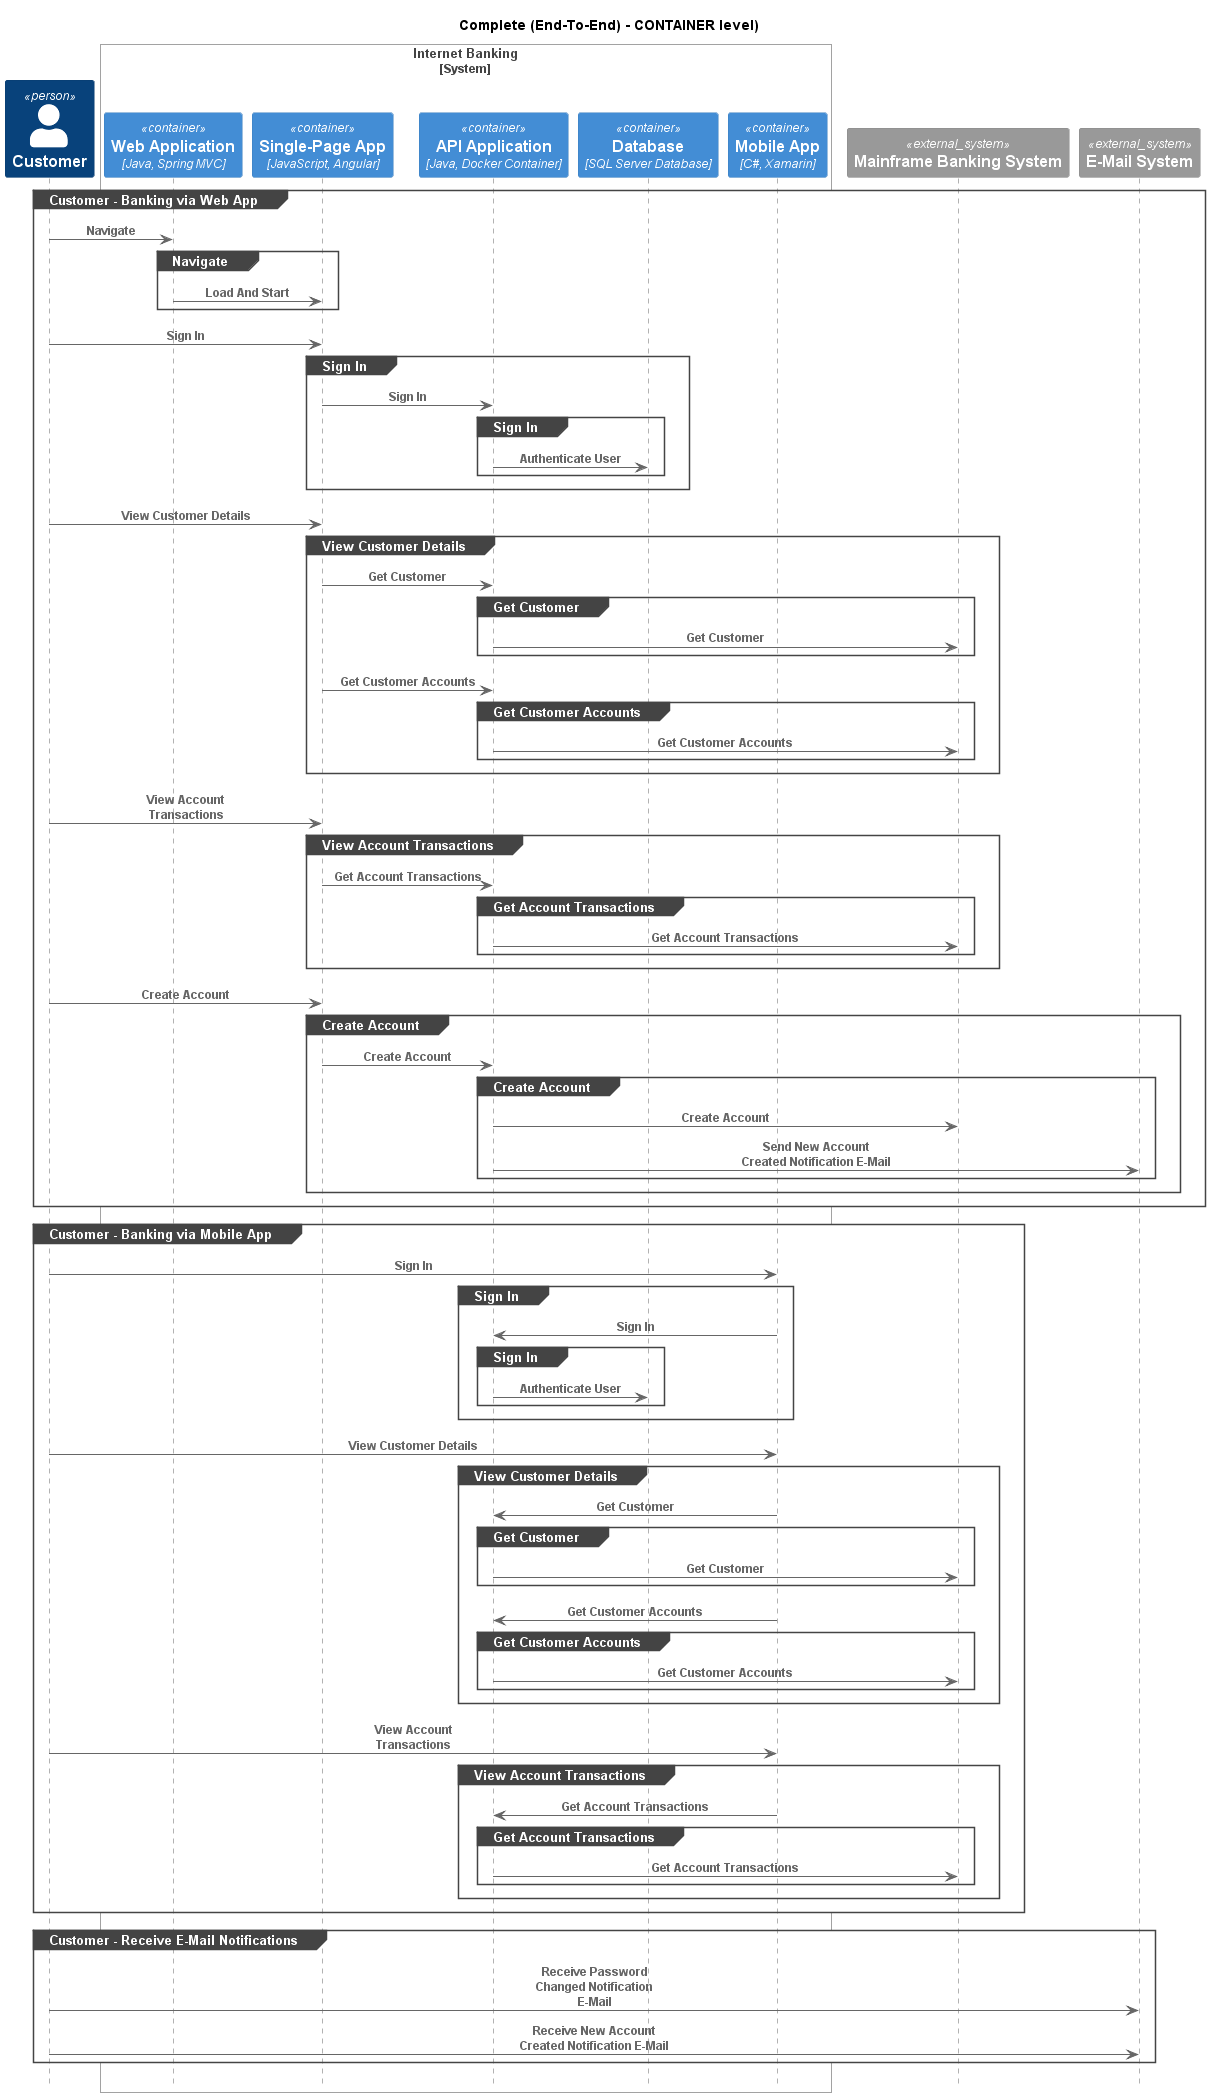 Complete (End-To-End) - CONTAINER level)
Internet Banking
[System]
«person»
Customer
«container»
Web Application
[Java, Spring MVC]
«container»
Single-Page App
[JavaScript, Angular]
«container»
API Application
[Java, Docker Container]
«container»
Database
[SQL Server Database]
«container»
Mobile App
[C#, Xamarin]
«external_system»
Mainframe Banking System
«external_system»
E-Mail System
Customer - Banking via Web App
Navigate
Navigate
Load And Start
Sign In
Sign In
Sign In
Sign In
Authenticate User
View Customer Details
View Customer Details
Get Customer
Get Customer
Get Customer
Get Customer Accounts
Get Customer Accounts
Get Customer Accounts
View Account
Transactions
View Account Transactions
Get Account Transactions
Get Account Transactions
Get Account Transactions
Create Account
Create Account
Create Account
Create Account
Create Account
Send New Account
Created Notification E-Mail
Customer - Banking via Mobile App
Sign In
Sign In
Sign In
Sign In
Authenticate User
View Customer Details
View Customer Details
Get Customer
Get Customer
Get Customer
Get Customer Accounts
Get Customer Accounts
Get Customer Accounts
View Account
Transactions
View Account Transactions
Get Account Transactions
Get Account Transactions
Get Account Transactions
Customer - Receive E-Mail Notifications
Receive Password
Changed Notification
E-Mail
Receive New Account
Created Notification E-Mail